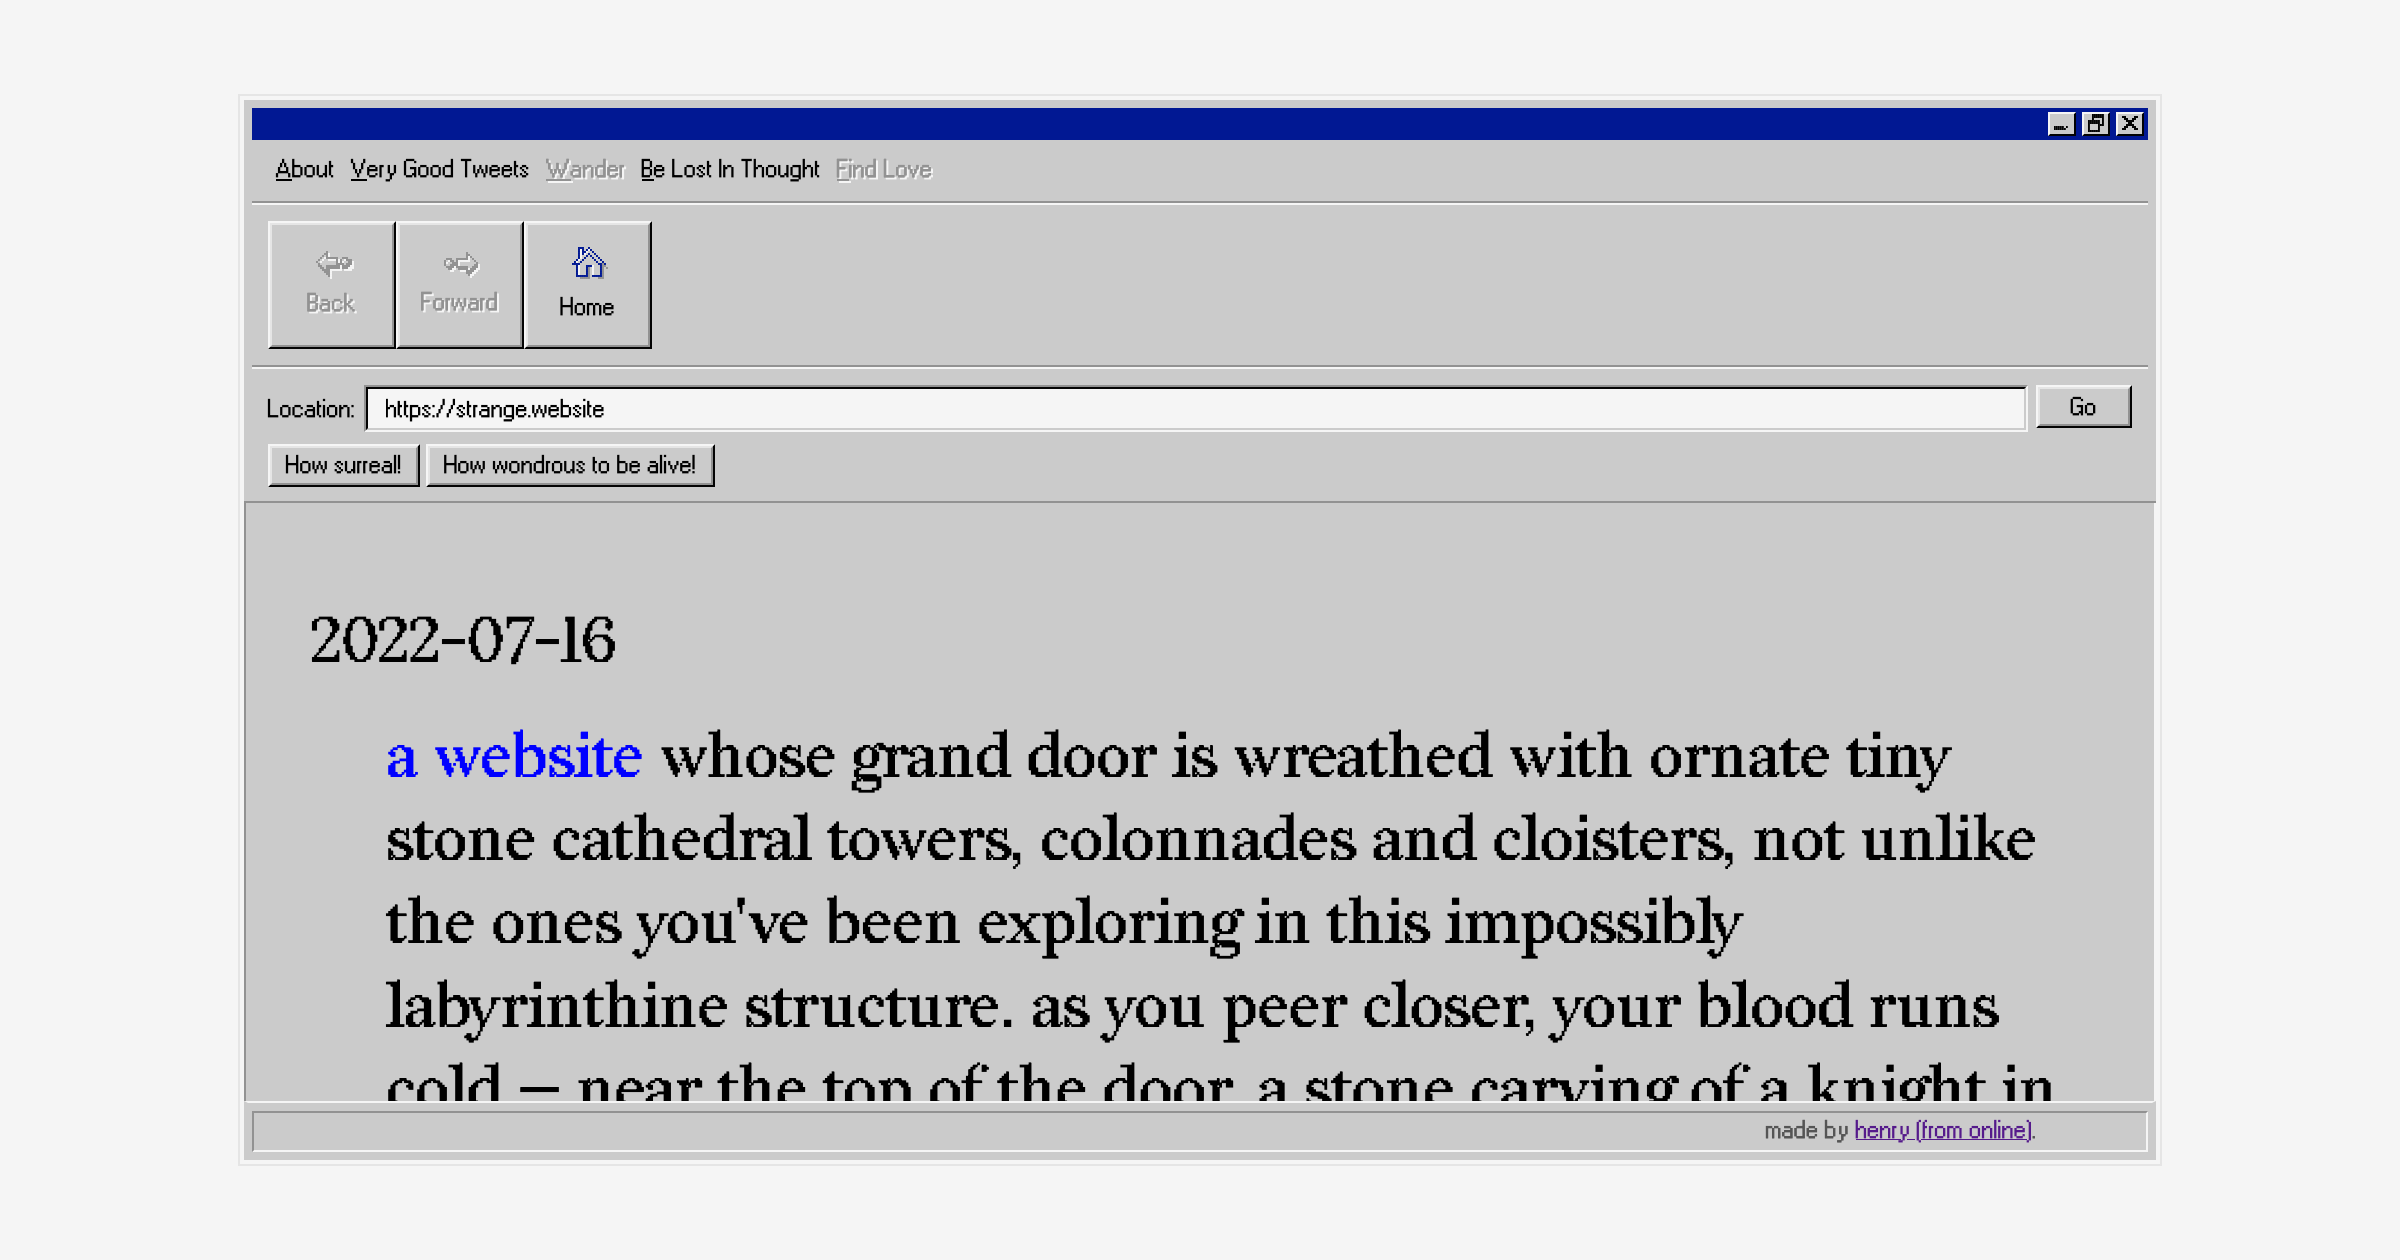 About Very Good Tweets Wander Be Lost In Thought Find Love
Back Forward Home
Location: https://strange.website Go
How surreal! How wondrous to be alive!
2022-07-16
a website whose grand door is wreathed with ornate tiny
stone cathedral towers, colonnades and cloisters, not unlike
the ones you've been exploring in this impossibly
labyrinthine structure. as you peer closer, your blood runs
cold — near the top of the door, a stone carving of a knight in
made by henry (from online).